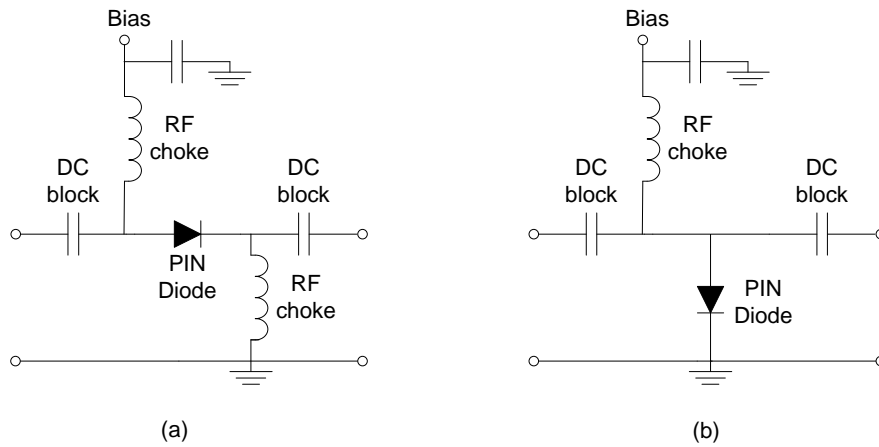 Bias
RF
choke
DC
block
DC
block
PIN
Diode
RF
choke
(a)
Bias
RF
choke
DC
block
DC
block
PIN
Diode
(b)